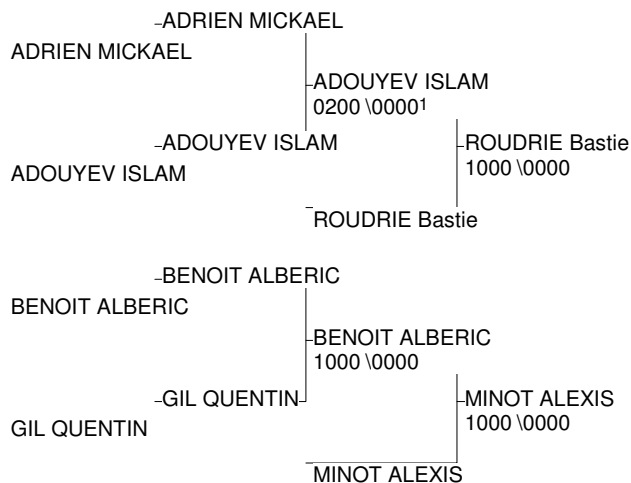 ADRIEN MICKAEL
ADRIEN MICKAEL
ADOUYEV ISLAM
0200 \0000¹
ADOUYEV ISLAM
ADOUYEV ISLAM
ROUDRIE Bastie
1000 \0000
ROUDRIE Bastie
BENOIT ALBERIC
BENOIT ALBERIC
BENOIT ALBERIC
1000 \0000
GIL QUENTIN
GIL QUENTIN
MINOT ALEXIS
1000 \0000
MINOT ALEXIS